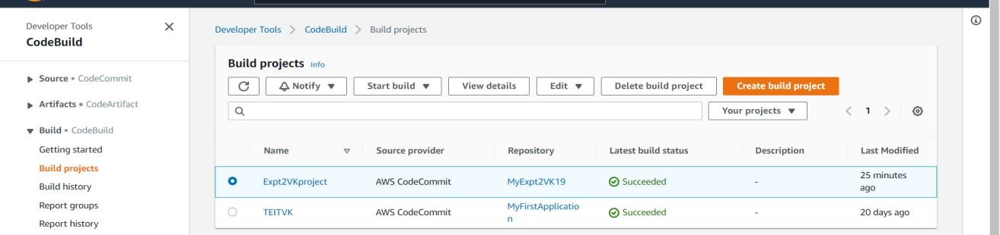 Developer Tools
CodeBuild
Source • CodeCommit
Artifacts • CodeArtifact
Build • CodeBuild
Getting started
Build projects
Build history
Report groups
Report history
Developer Tools > CodeBuild > Build projects
Build projects Info
Notify Start build View details Edit Delete build project Create build project
Your projects 1
Name Source provider Repository Latest build status Description Last Modified
Expt2VKproject AWS CodeCommit MyExpt2VK19 Succeeded - 25 minutes
ago
TEITVK AWS CodeCommit MyFirstApplicatio Succeeded - 20 days ago
n